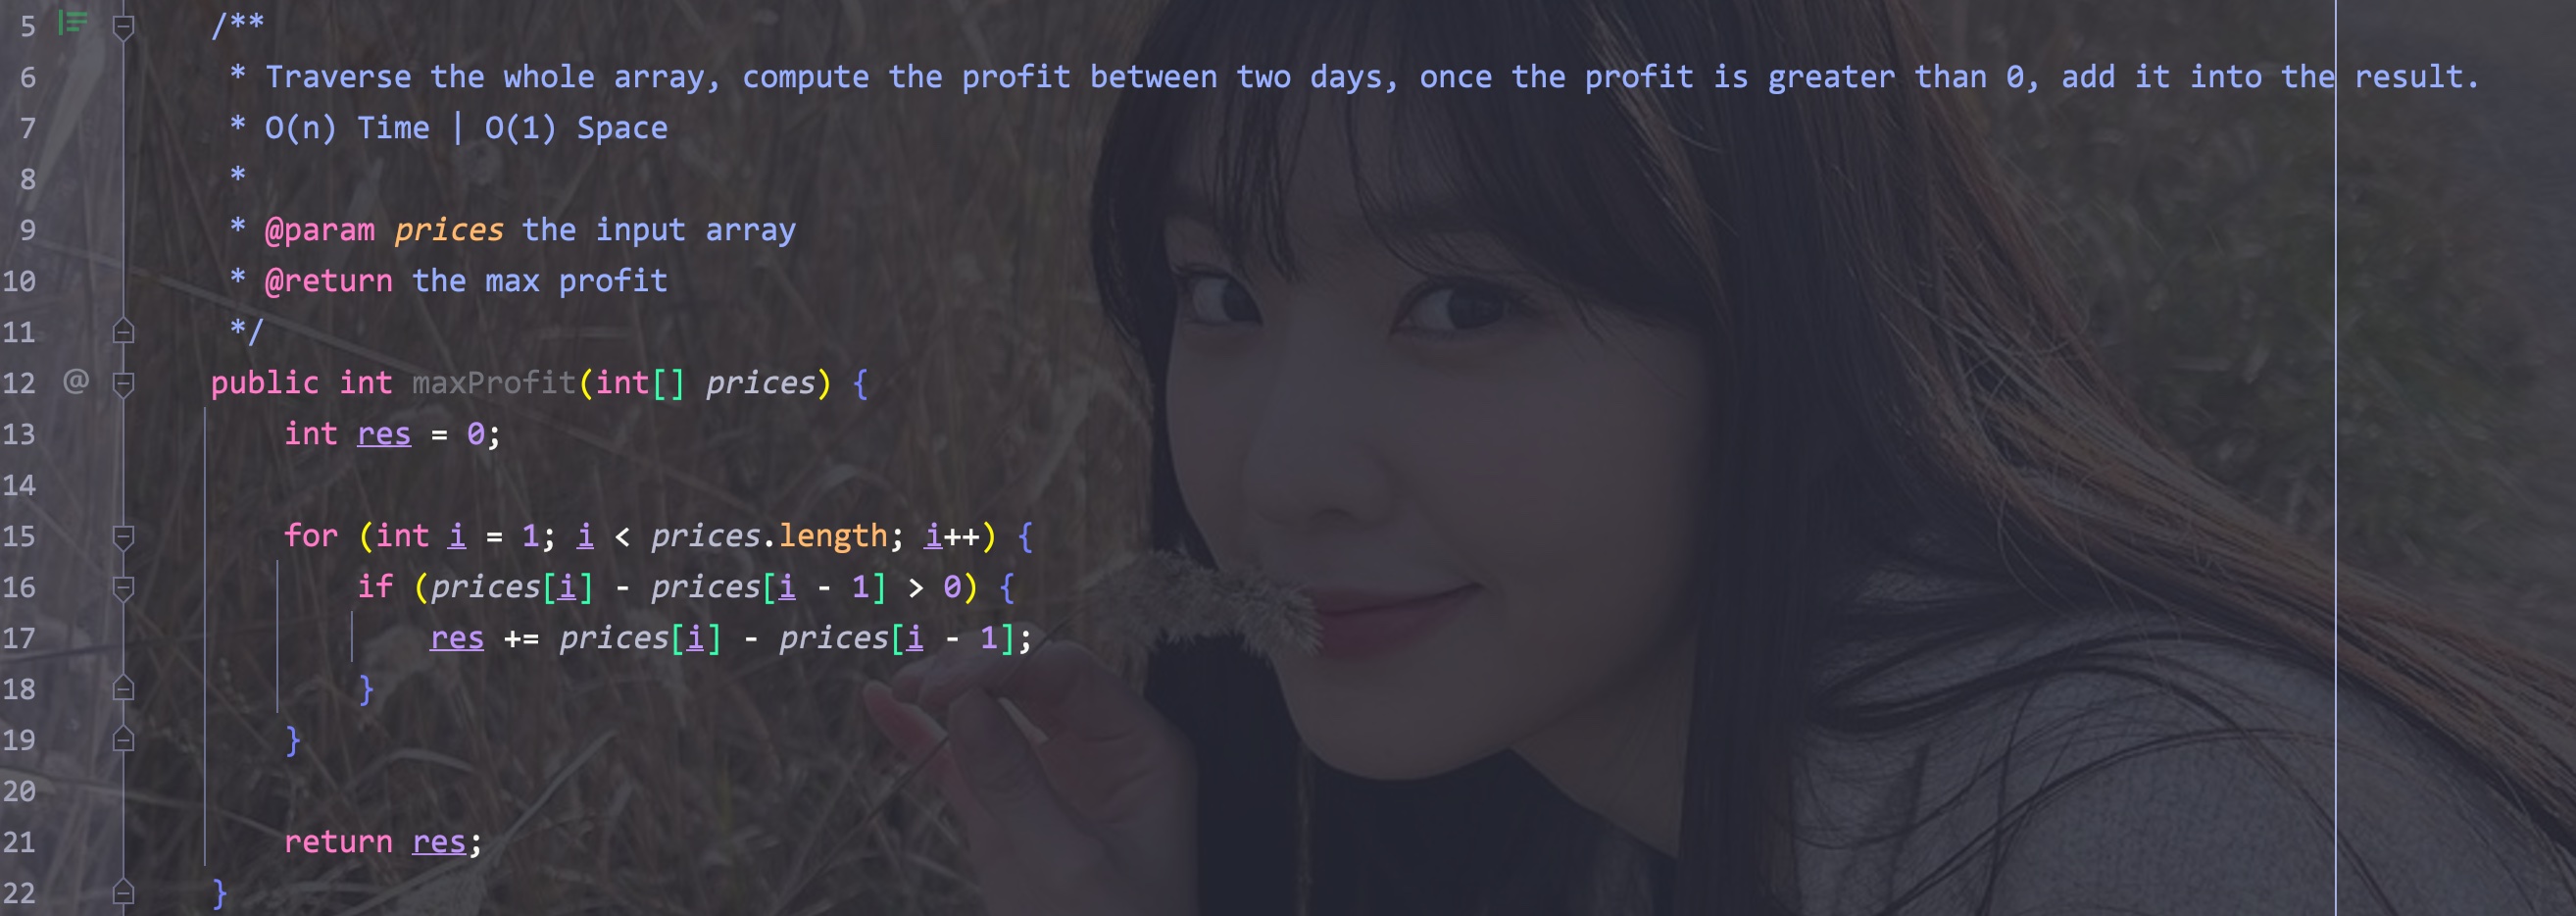 5 /**
6 * Traverse the whole array, compute the profit between two days, once the profit is greater than 0, add it into the result.
7 * O(n) Time | O(1) Space
8 *
9 * @param prices the input array
10 * @return the max profit
11 */
12 @ public int maxProfit(int[] prices) {
13 int res = 0;
14
15 for (int i = 1; i < prices.length; i++) {
16 if (prices[i] - prices[i - 1] > 0) {
17 res += prices[i] - prices[i - 1];
18 }
19 }
20
21 return res;
22 }